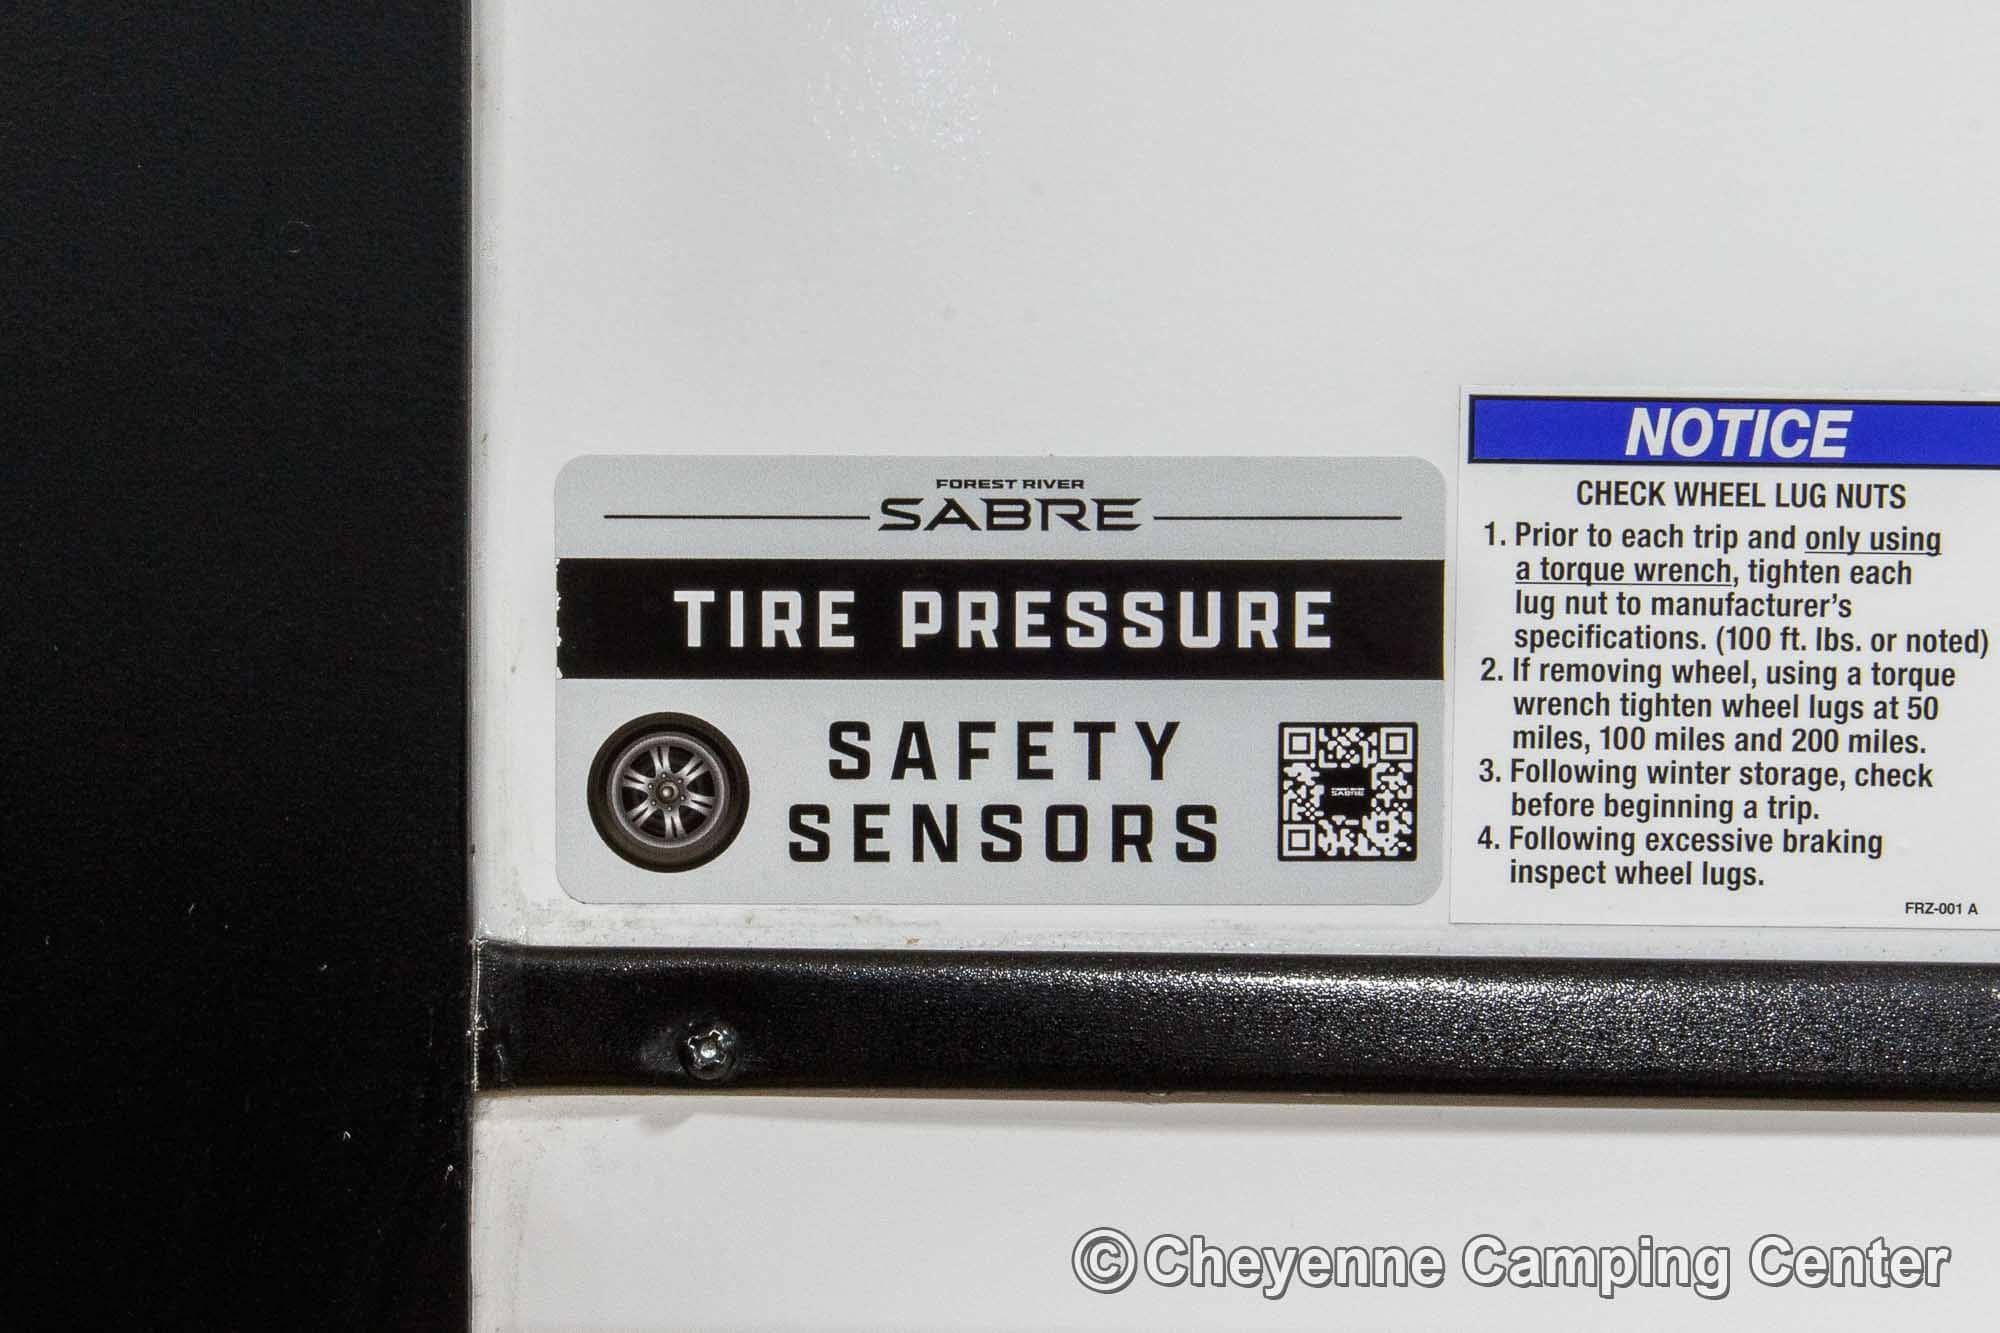 FOREST RIVER
SABRE
TIRE PRESSURE
SAFETY
SENSORS
FOREST RIVER
SABRE
NOTICE
CHECK WHEEL LUG NUTS
1. Prior to each trip and only using
a torque wrench, tighten each
lug nut to manufacturer's
specifications. (100 ft. lbs. or noted)
2. If removing wheel, using a torque
wrench tighten wheel lugs at 50
miles, 100 miles and 200 miles.
3. Following winter storage, check
before beginning a trip.
4. Following excessive braking
inspect wheel lugs.
FRZ-001 A
©Cheyenne Camping Center